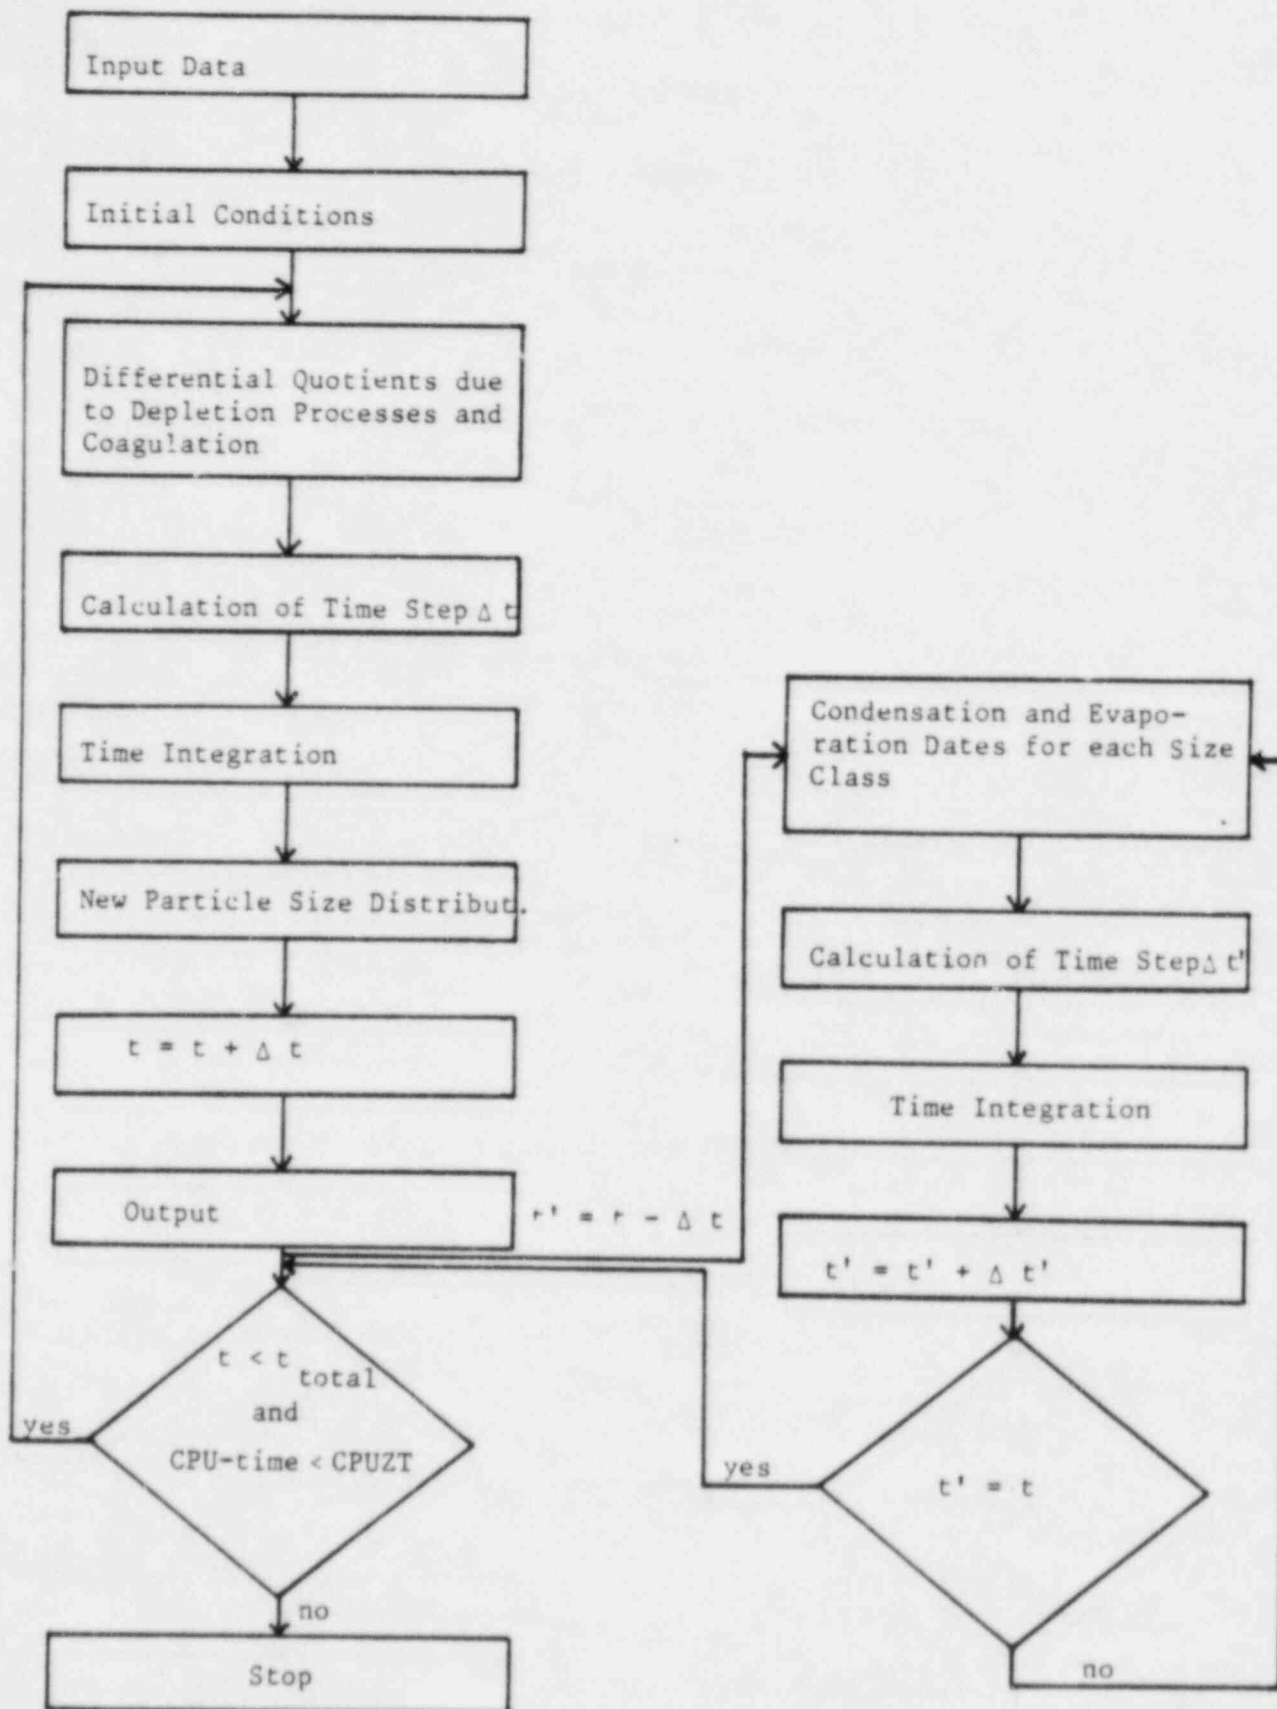 Input Data
Initial Conditions
Differential Quotients due
to Depletion Processes and
Coagulation
Calculation of Time Step Δ t
Time Integration
New Particle Size Distribut.
t = t + Δ t
Output
t' = t - Δ t
t < t total
and
CPU-time < CPUZT
yes
no
Stop
Condensation and Evapo-
ration Dates for each Size
Class
Calculation of Time Step Δ t'
Time Integration
t' = t' + Δ t'
t' = t
yes
no